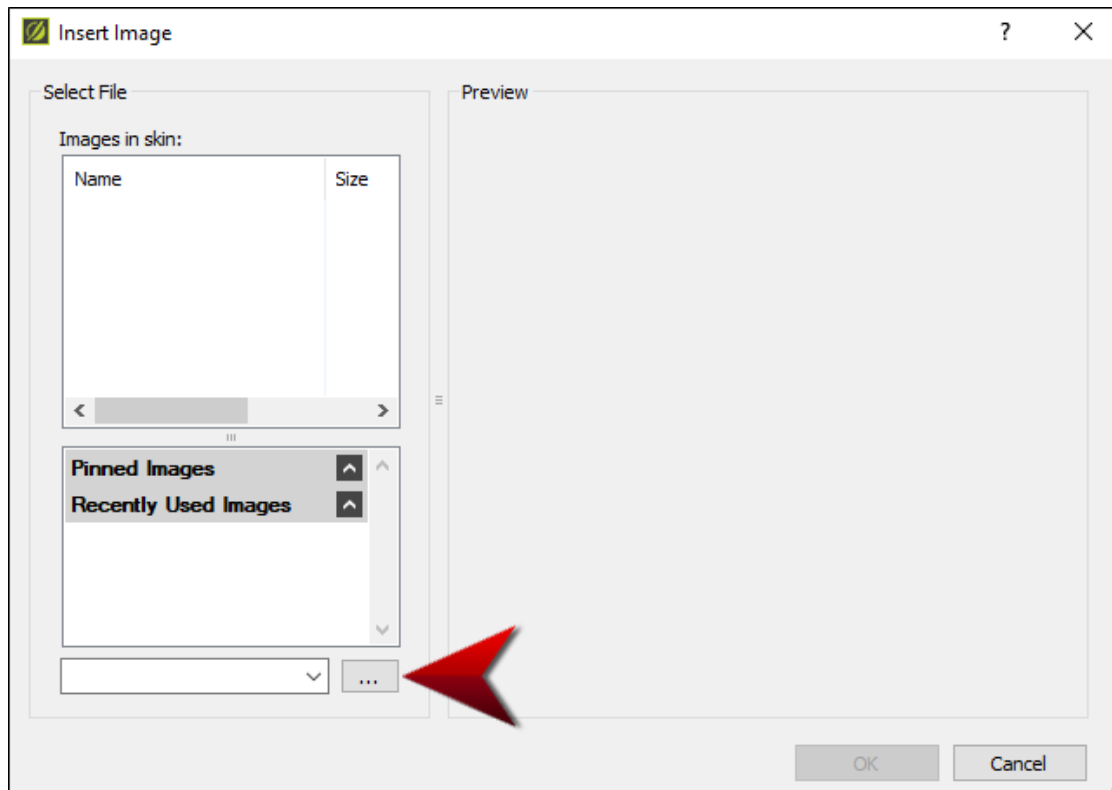 Insert Image
?
Select File
Preview
Images in skin:
Name Size
Pinned Images
Recently Used Images
...
OK
Cancel